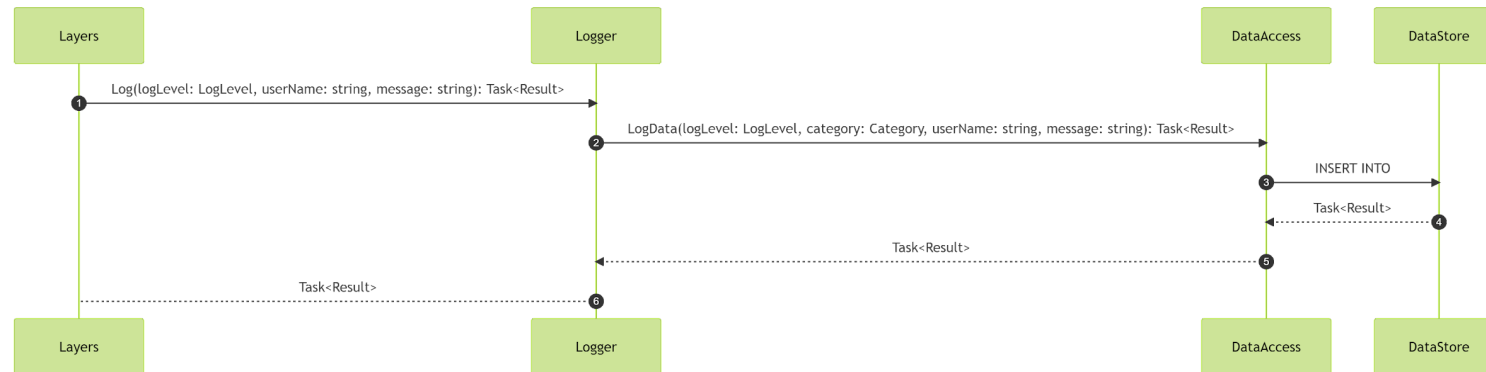 Layers Logger DataAccess DataStore
Log(logLevel: LogLevel, userName: string, message: string): Task<Result>
1
LogData(logLevel: LogLevel, category: Category, userName: string, message: string): Task<Result>
2
INSERT INTO
3
Task<Result>
4
Task<Result>
5
Task<Result>
6
Layers Logger DataAccess DataStore